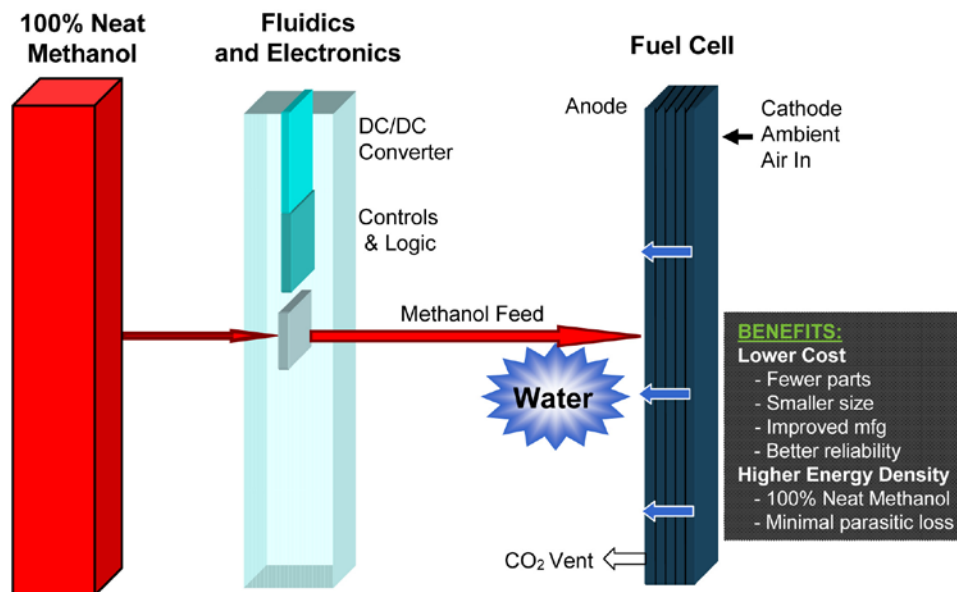 100% Neat
Methanol
Fluidics
and Electronics
Fuel Cell
DC/DC
Converter
Controls
& Logic
Anode
Cathode
Ambient
Air In
Methanol Feed
Water
CO₂ Vent
BENEFITS:
Lower Cost
- Fewer parts
- Smaller size
- Improved mfg
- Better reliability
Higher Energy Density
- 100% Neat Methanol
- Minimal parasitic loss